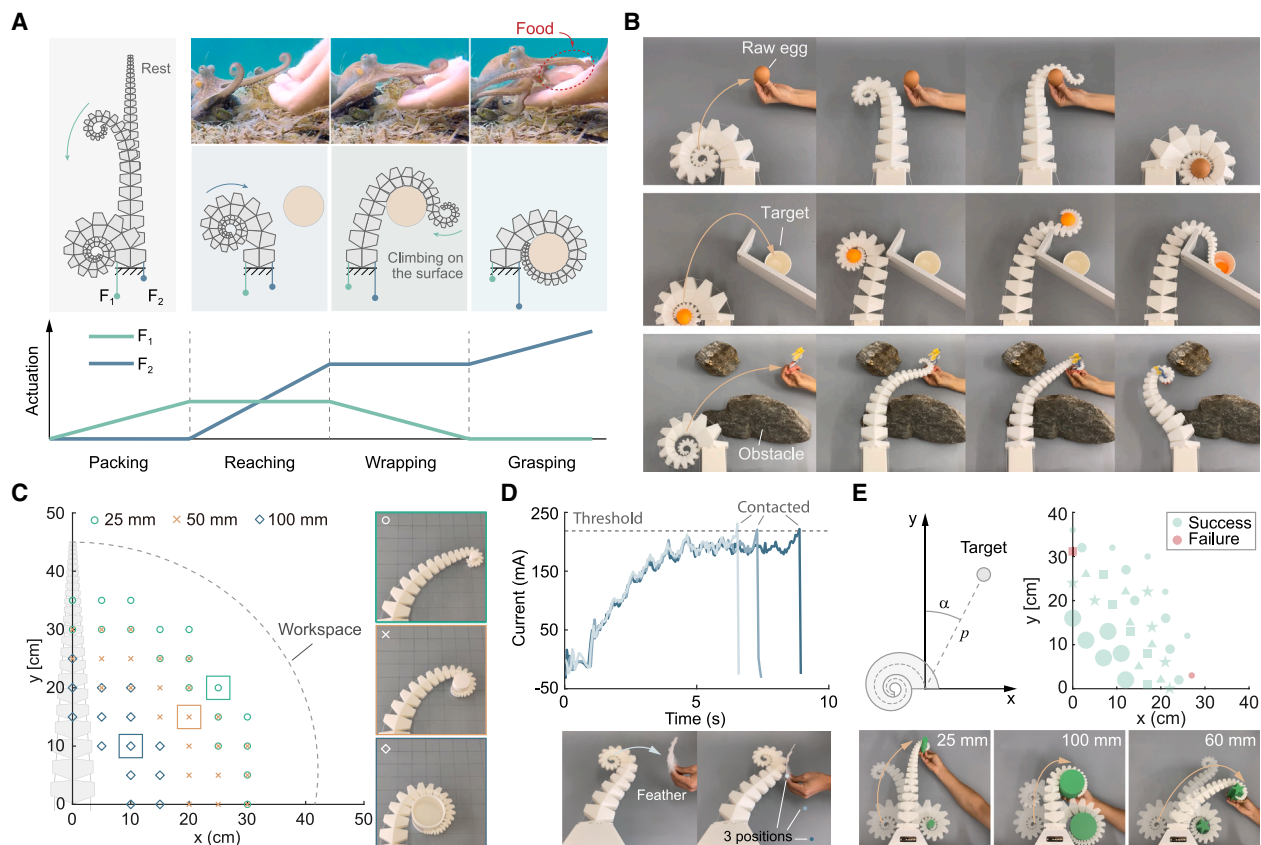 A
Rest
Food
F1
F2
Climbing on
the surface
Actuation
F1
F2
Packing
Reaching
Wrapping
Grasping
B
Raw egg
Target
Obstacle
C
25 mm
50 mm
100 mm
50
40
30
20
10
0
y [cm]
Workspace
0
10
20
30
40
50
x [cm]
D
250
150
50
-50
Current (mA)
Threshold
Contacted
0
5
10
Time (s)
Feather
3 positions
E
y
Target
α
p
x
40
30
20
10
0
y [cm]
Success
Failure
0
10
20
30
40
x (cm)
25 mm
100 mm
60 mm